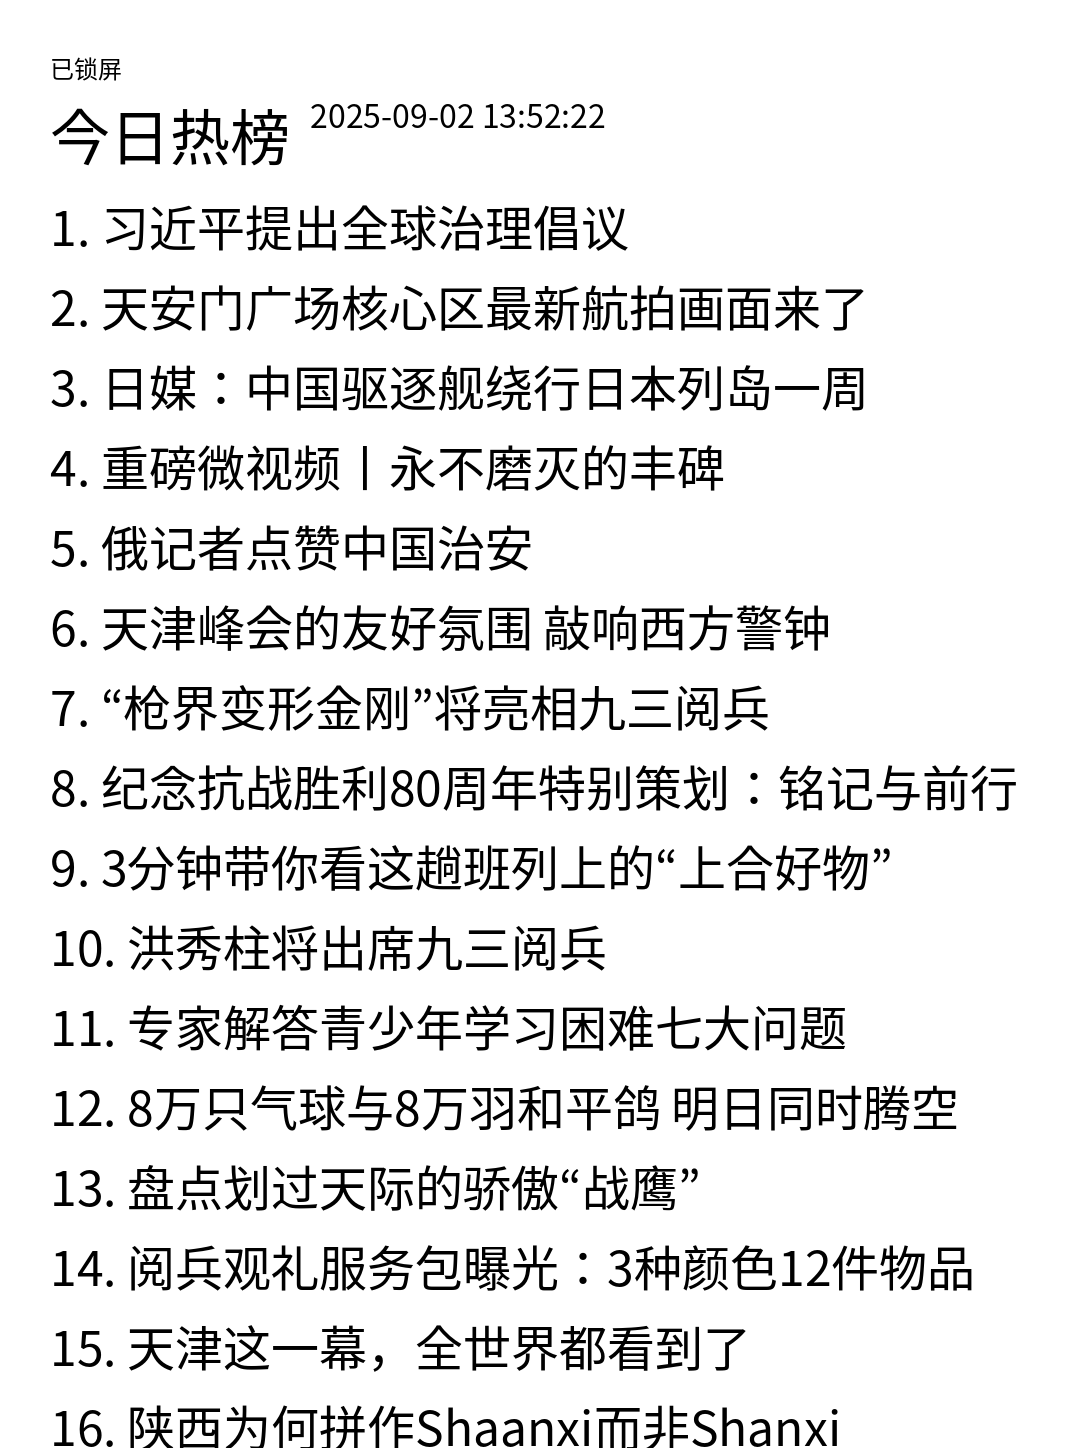 已锁屏
今日热榜 2025-09-02 13:52:22
1. 习近平提出全球治理倡议
2. 天安门广场核心区最新航拍画面来了
3. 日媒：中国驱逐舰绕行日本列岛一周
4. 重磅微视频丨永不磨灭的丰碑
5. 俄记者点赞中国治安
6. 天津峰会的友好氛围 敲响西方警钟
7. “枪界变形金刚”将亮相九三阅兵
8. 纪念抗战胜利80周年特别策划：铭记与前行
9. 3分钟带你看这趟班列上的“上合好物”
10. 洪秀柱将出席九三阅兵
11. 专家解答青少年学习困难七大问题
12. 8万只气球与8万羽和平鸽 明日同时腾空
13. 盘点划过天际的骄傲“战鹰”
14. 阅兵观礼服务包曝光：3种颜色12件物品
15. 天津这一幕，全世界都看到了
16. 陕西为何拼作Shaanxi而非Shanxi